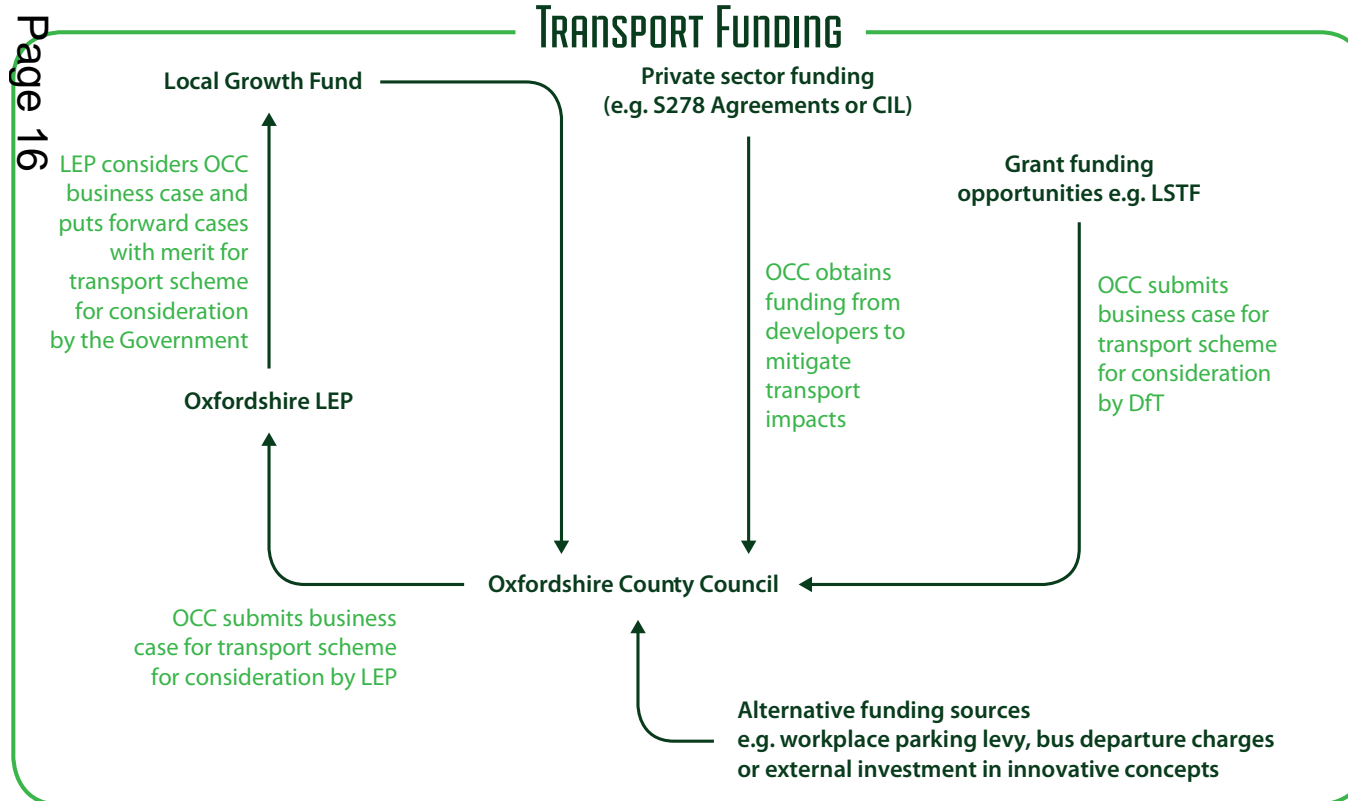 Page 16
TRANSPORT FUNDING
Local Growth Fund
Private sector funding
(e.g. S278 Agreements or CIL)
Grant funding
opportunities e.g. LSTF
LEP considers OCC
business case and
puts forward cases
with merit for
transport scheme
for consideration
by the Government
OCC obtains
funding from
developers to
mitigate
transport
impacts
OCC submits
business case for
transport scheme
for consideration
by DfT
Oxfordshire LEP
Oxfordshire County Council
OCC submits business
case for transport scheme
for consideration by LEP
Alternative funding sources
e.g. workplace parking levy, bus departure charges
or external investment in innovative concepts